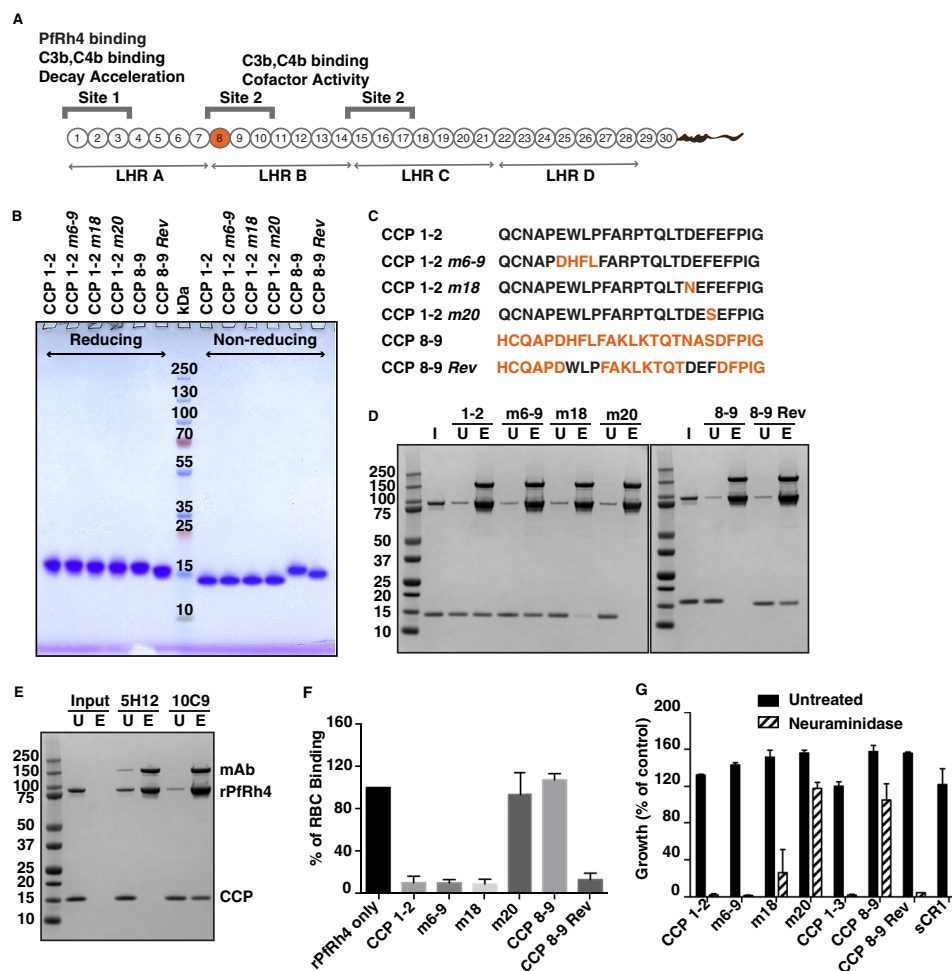 A
PfRh4 binding
C3b,C4b binding
Decay Acceleration
Site 1
C3b,C4b binding
Cofactor Activity
Site 2
Site 2
1 2 3 4 5 6 7 8 9 10 11 12 13 14 15 16 17 18 19 20 21 22 23 24 25 26 27 28 29 30
LHR A
LHR B
LHR C
LHR D
B
CCP 1-2
CCP 1-2 m6-9
CCP 1-2 m18
CCP 1-2 m20
CCP 8-9
CCP 8-9 Rev
kDa
CCP 1-2
CCP 1-2 m6-9
CCP 1-2 m18
CCP 1-2 m20
CCP 8-9
CCP 8-9 Rev
Reducing
Non-reducing
250
130
100
70
55
35
25
15
10
C
CCP 1-2 QCNAPEWLPFARPTQLTDEFEFPIG
CCP 1-2 m6-9 QCNAPDHFLFARPTQLTDEFEFPIG
CCP 1-2 m18 QCNAPEWLPFARPTQLTNEFEFPIG
CCP 1-2 m20 QCNAPEWLPFARPTQLTDESEFPIG
CCP 8-9 HCQAPDHFLFAKLKTQTNASDFPIG
CCP 8-9 Rev HCQAPDWLPFAKLKTQTDEFDFPIG
D
1-2 m6-9 m18 m20
I U E U E U E U E
250
150
100
75
50
37
25
20
15
10
8-9 8-9 Rev
I U E U E
E
Input 5H12 10C9
U E U E U E
250
150
100
75
50
37
25
20
15
10
mAb
rPfRh4
CCP
F
% of RBC Binding
160
120
80
40
0
rPfRh4 only
CCP 1-2
m6-9
m18
m20
CCP 8-9
CCP 8-9 Rev
G
Untreated
Neuraminidase
Growth (% of control)
200
160
120
80
40
0
CCP 1-2
m6-9
m18
m20
CCP 1-3
CCP 8-9
CCP 8-9 Rev
sCR1